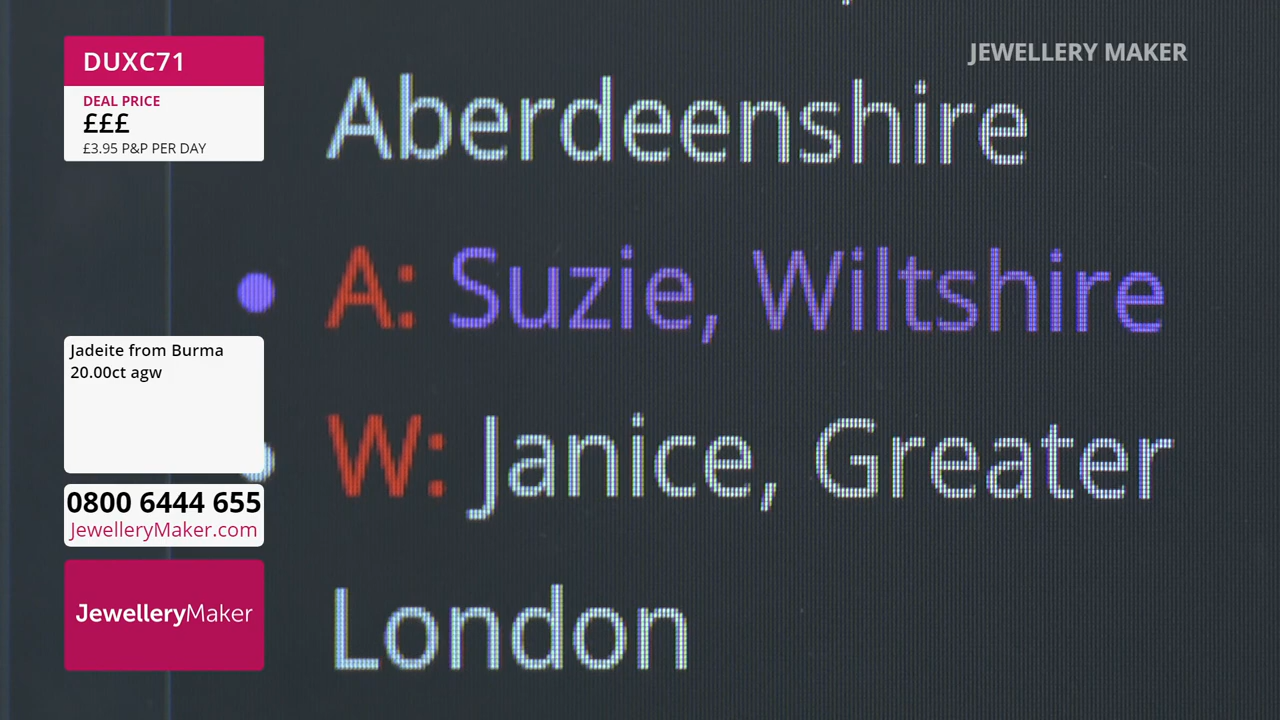 DUXC71
DEAL PRICE
£££
£3.95 P&P PER DAY
JEWELLERY MAKER
Aberdeenshire
A: Suzie, Wiltshire
W: Janice, Greater
London
Jadeite from Burma
20.00ct agw
0800 6444 655
JewelleryMaker.com
JewelleryMaker